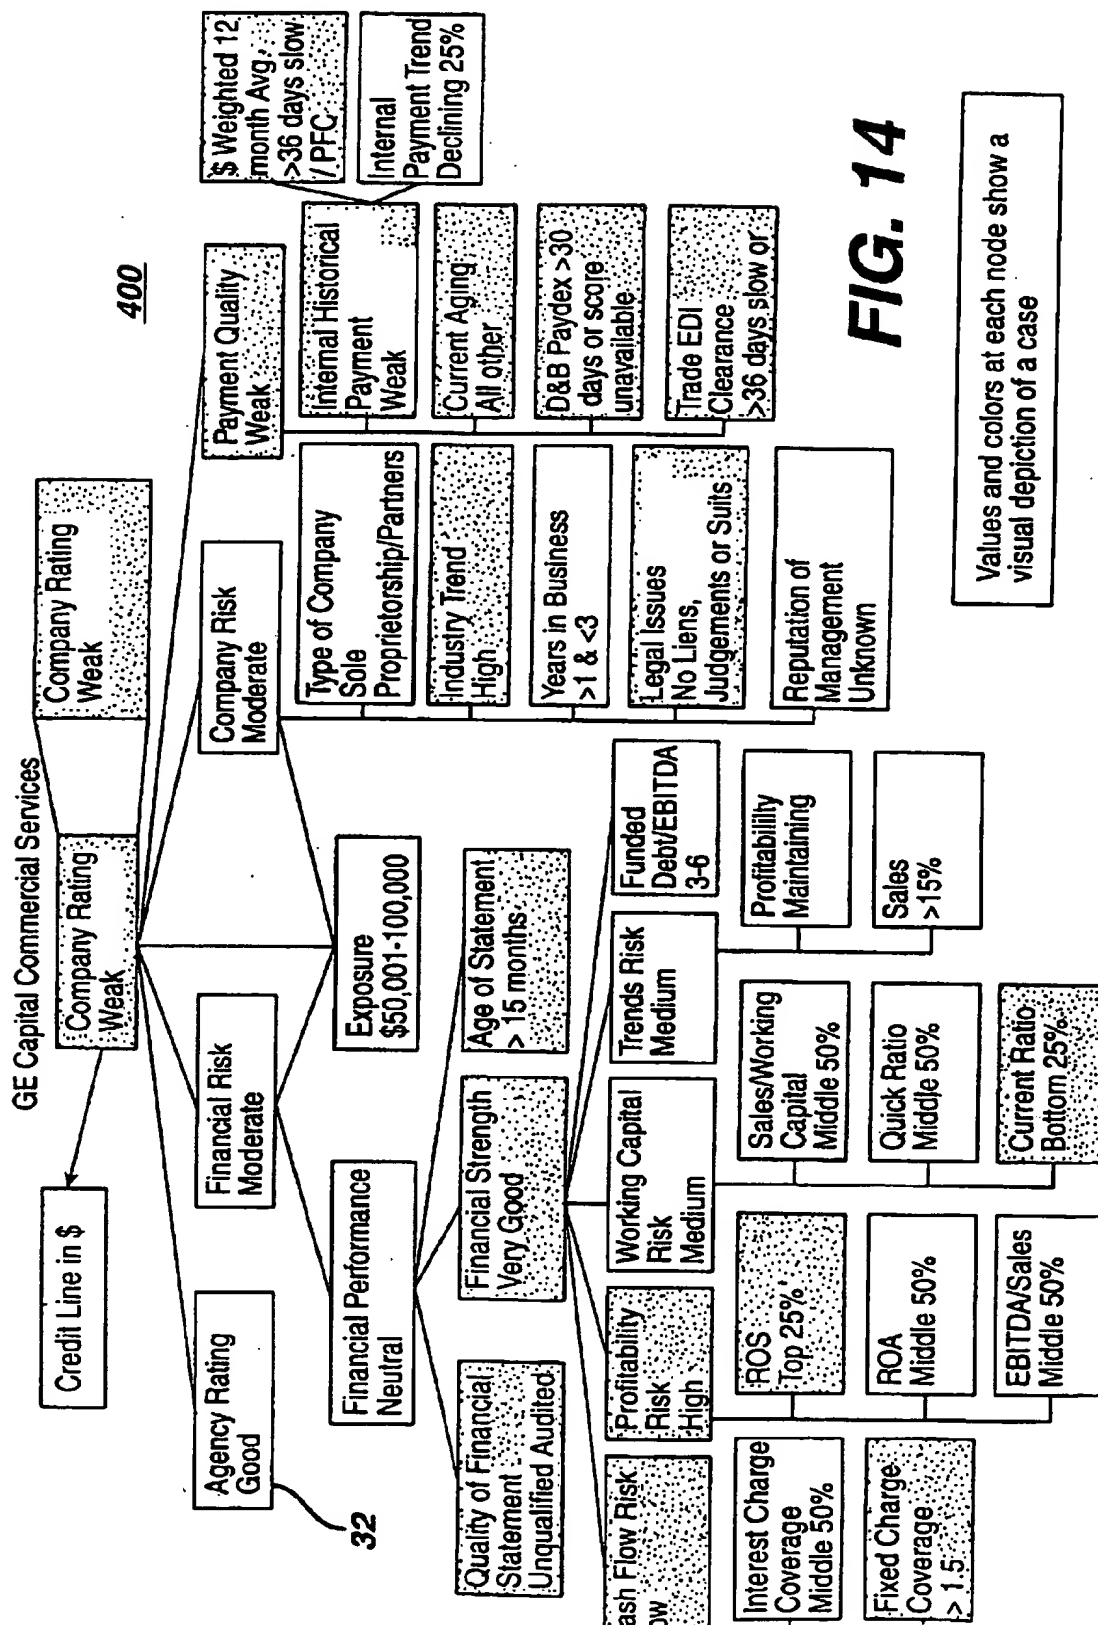 GE Capital Commercial Services
400
Credit Line in $
Company Rating
Weak
Company Rating
Weak
Agency Rating
Good
32
Financial Risk
Moderate
Company Risk
Moderate
Payment Quality
Weak
$ Weighted 12
month Avg.
>36 days slow
/ PFC
Internal
Payment Trend
Declining 25%
Financial Performance
Neutral
Exposure
$50,001-100,000
Type of Company
Sole
Proprietorship/Partners
Industry Trend
High
Years in Business
>1 & <3
Legal Issues
No Liens,
Judgements or Suits
Reputation of
Management
Unknown
Internal Historical
Payment
Weak
Current Aging
All other
D&B Paydex >30
days or score
unavailable
Trade EDI
Clearance
>36 days slow or
Quality of Financial
Statement
Unqualified Audited
Financial Strength
Very Good
Age of Statement
> 15 months
ash Flow Risk
ow
Profitability
Risk
High
Working Capital
Risk
Medium
Trends Risk
Medium
Funded
Debt/EBITDA
3-6
Interest Charge
Coverage
Middle 50%
Fixed Charge
Coverage
> 1.5
ROS
Top 25%
ROA
Middle 50%
EBITDA/Sales
Middle 50%
Sales/Working
Capital
Middle 50%
Quick Ratio
Middle 50%
Current Ratio
Bottom 25%
Profitabilility
Maintaining
Sales
>15%
FIG. 14
Values and colors at each node show a
visual depiction of a case